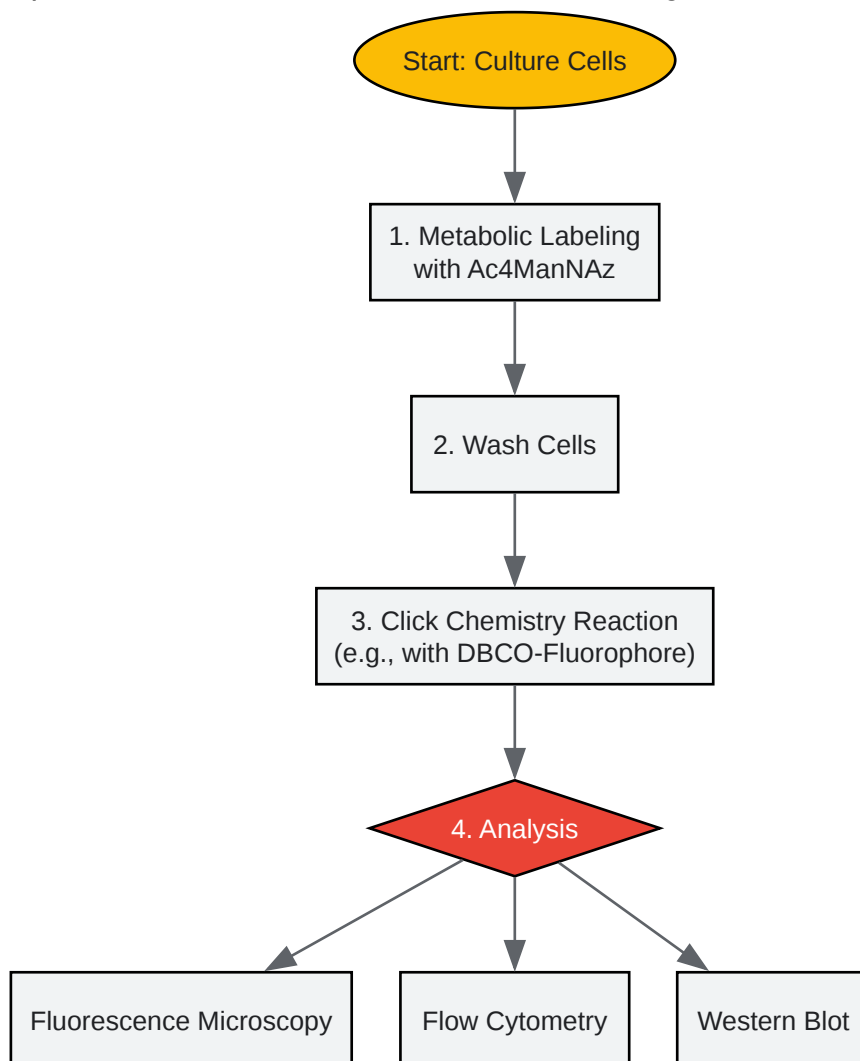 Start: Culture Cells
1. Metabolic Labeling
with Ac4ManNAz
2. Wash Cells
3. Click Chemistry Reaction
(e.g., with DBCO-Fluorophore)
4. Analysis
Fluorescence Microscopy
Flow Cytometry
Western Blot